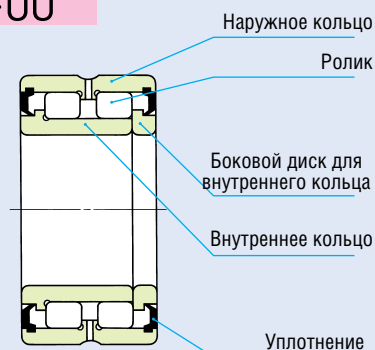 Наружное кольцо
Ролик
Боковой диск для
внутреннего кольца
Внутреннее кольцо
Уплотнение